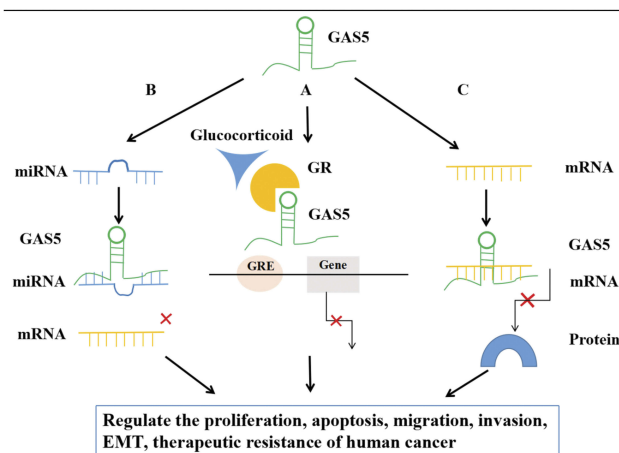 GAS5
B
A
C
Glucocorticoid
GR
miRNA
mRNA
GAS5
GAS5
GAS5
miRNA
GRE
Gene
mRNA
mRNA
Protein
Regulate the proliferation, apoptosis, migration, invasion,
EMT, therapeutic resistance of human cancer